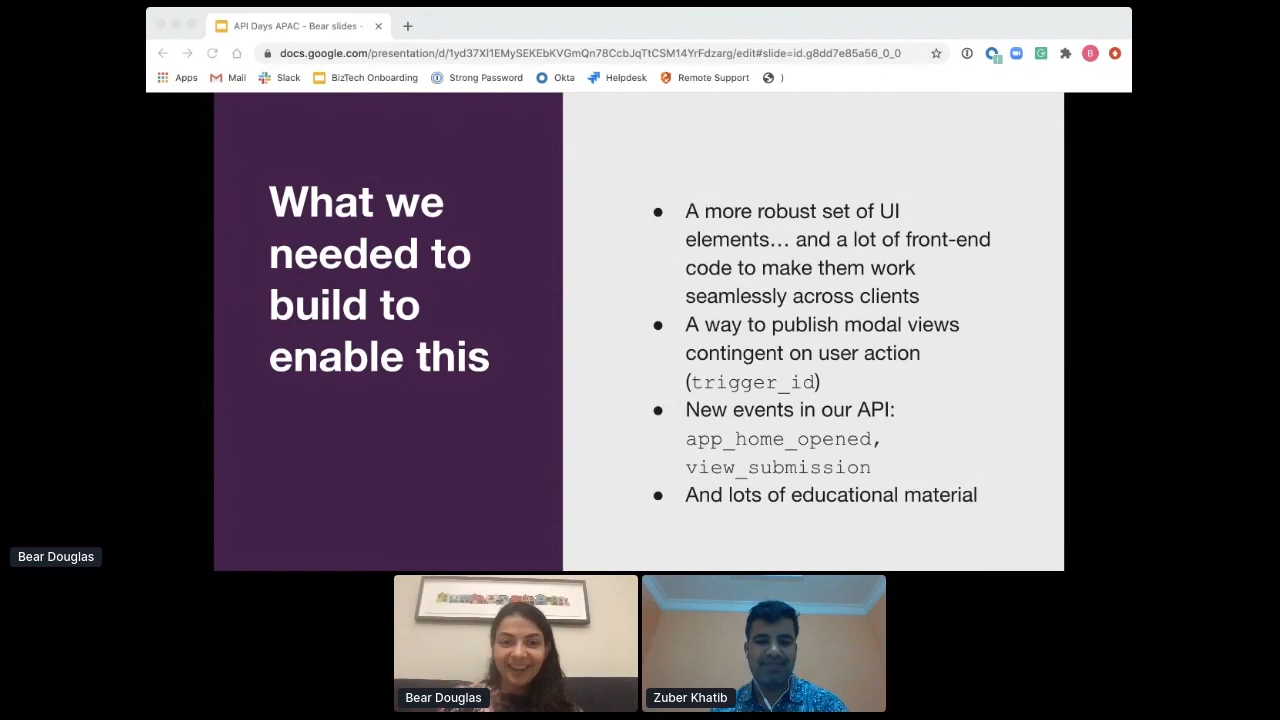 API Days APAC - Bear slides -
docs.google.com/presentation/d/1yd37XI1EMySEKEbKVGmQn78CcbJqTtCSM14YrFdzarg/edit#slide=id.g8dd7e85a56_0_0
Apps Mail Slack BizTech Onboarding Strong Password Okta Helpdesk Remote Support )
What we
needed to
build to
enable this
● A more robust set of UI
elements… and a lot of front-end
code to make them work
seamlessly across clients
● A way to publish modal views
contingent on user action
(trigger_id)
● New events in our API:
app_home_opened,
view_submission
● And lots of educational material
Bear Douglas
Bear Douglas
Zuber Khatib